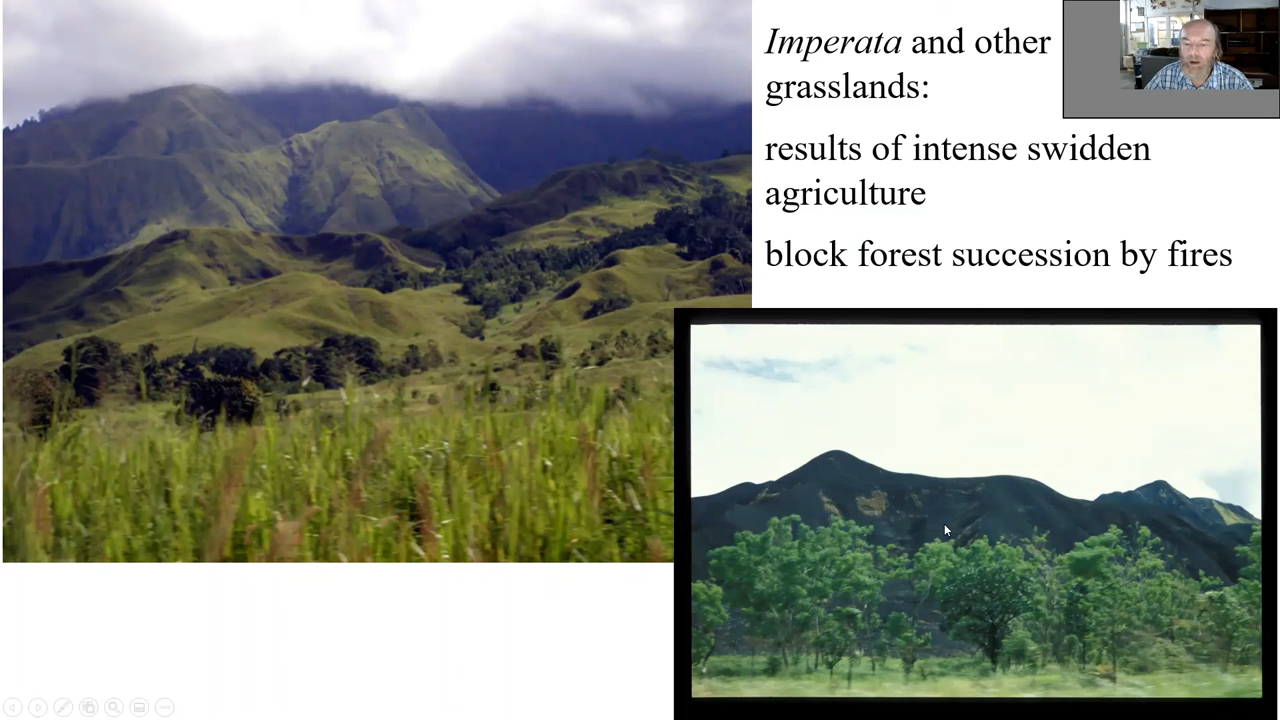 Imperata and other
grasslands:
results of intense swidden
agriculture
block forest succession by fires